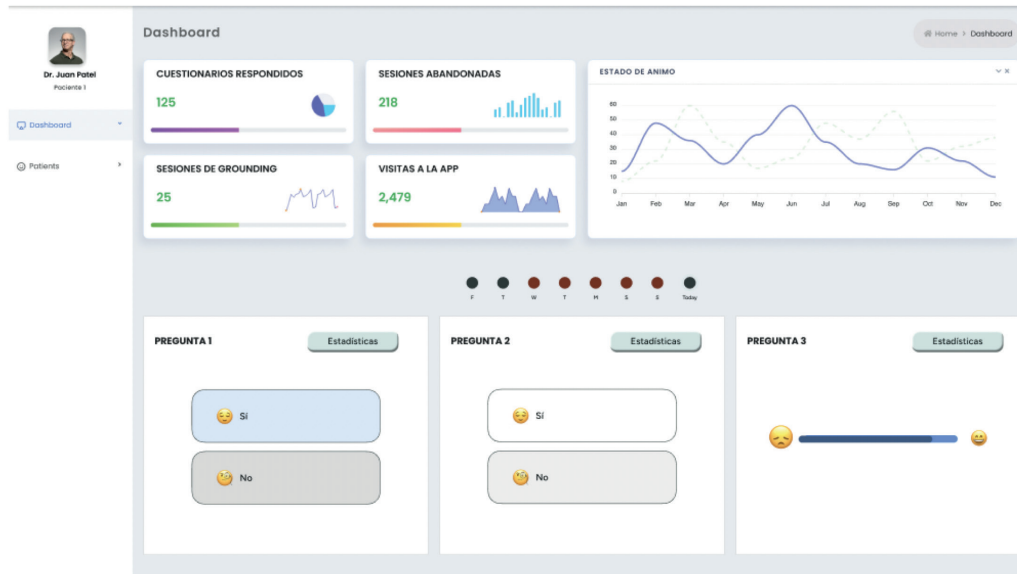 Dr. Juan Patel
Paciente 1
Dashboard
Patients
Dashboard
Home > Dashboard
CUESTIONARIOS RESPONDIDOS
125
SESIONES ABANDONADAS
218
SESIONES DE GROUNDING
25
VISITAS A LA APP
2,479
ESTADO DE ANIMO
60
50
40
30
20
10
0
Jan Feb Mar Apr May Jun Jul Aug Sep Oct Nov Dec
F T W T M S S Today
PREGUNTA 1
Estadísticas
Sí
No
PREGUNTA 2
Estadísticas
Sí
No
PREGUNTA 3
Estadísticas